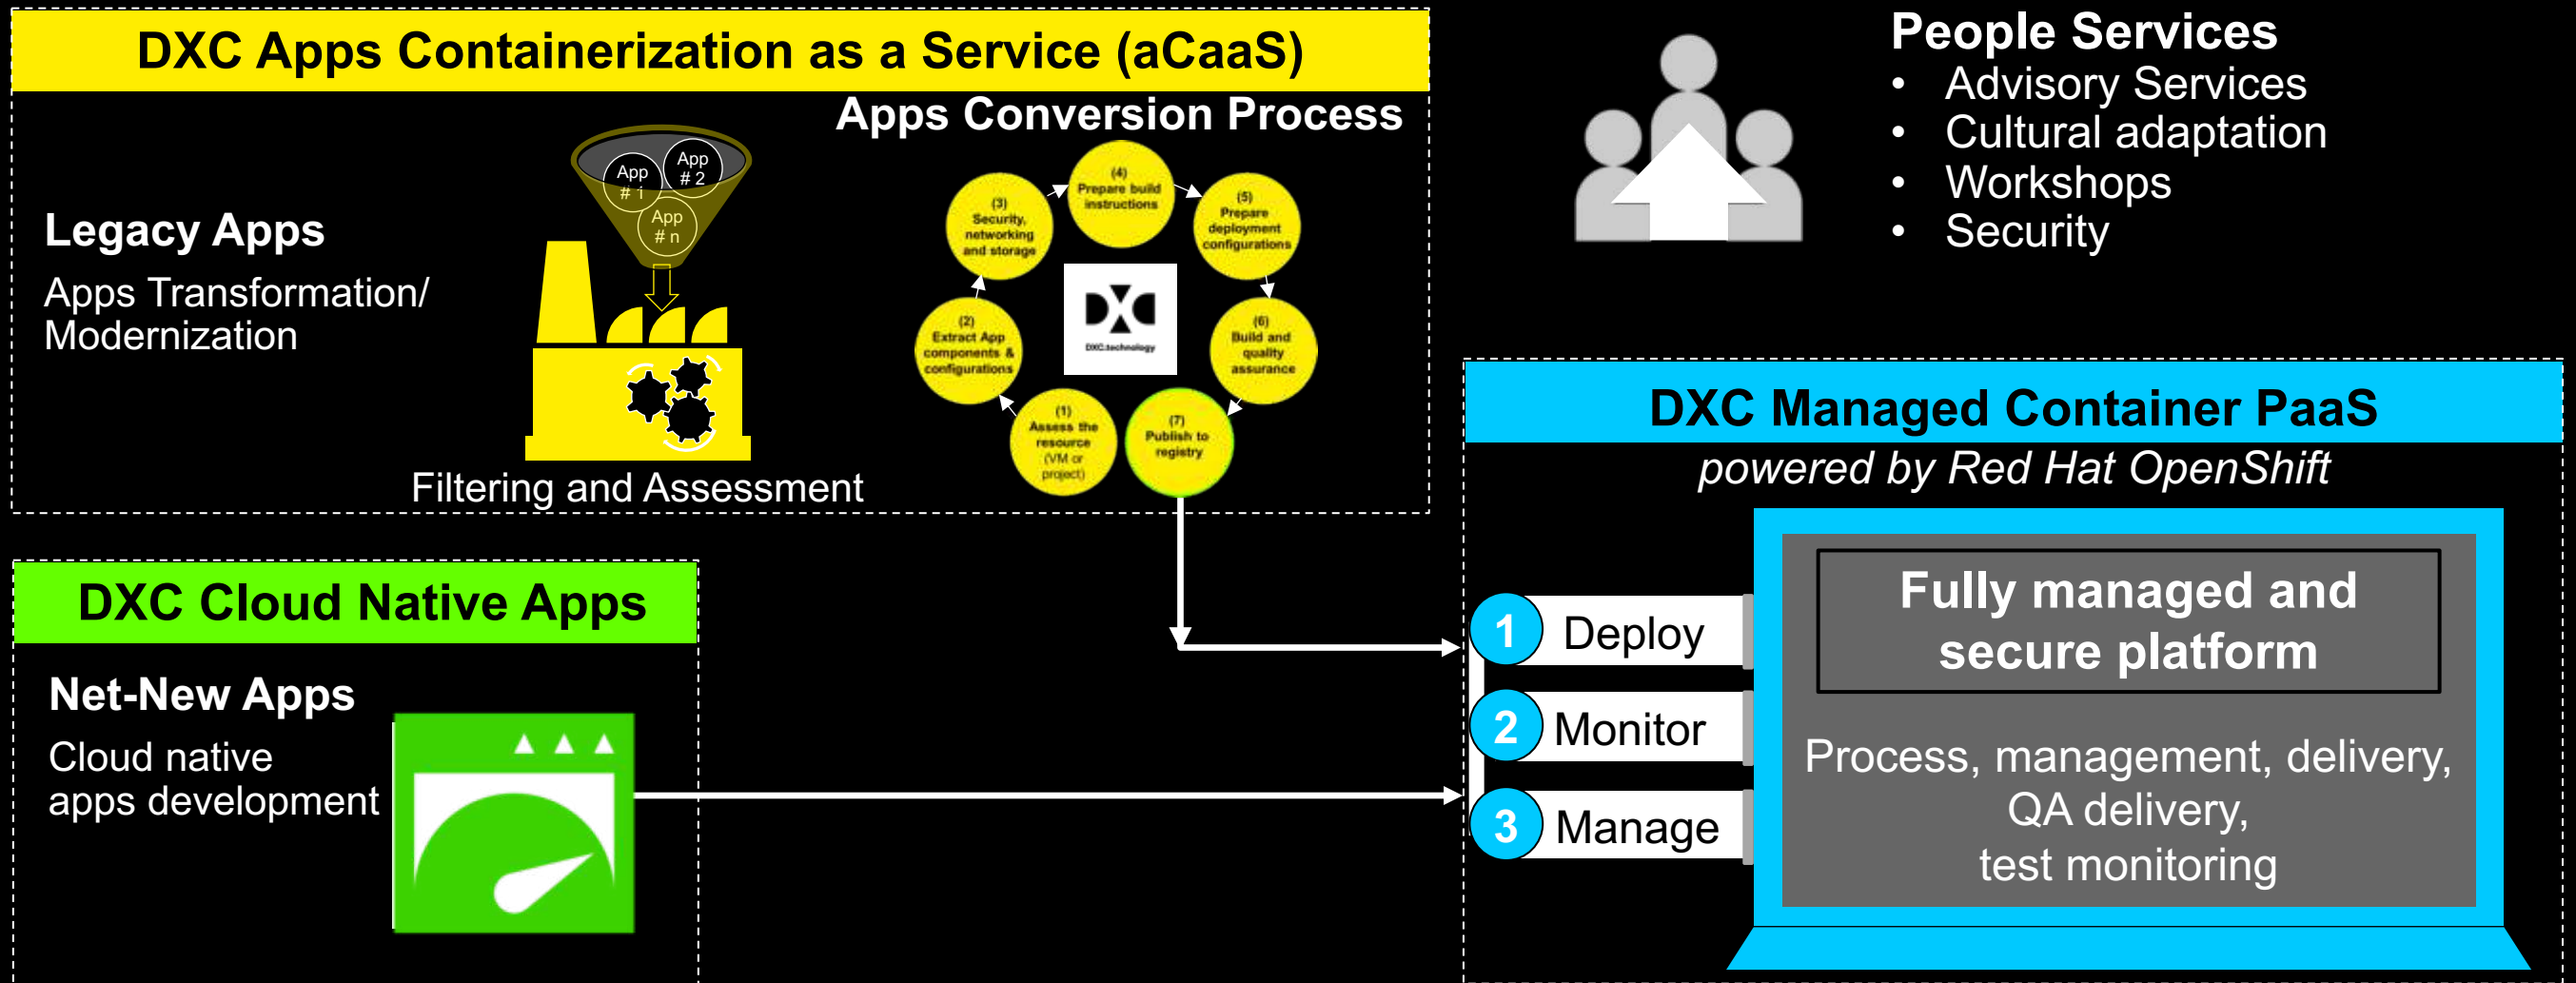 DXC Apps Containerization as a Service (aCaaS)
Legacy Apps
Apps Transformation/
Modernization
App
# 1
App
# 2
App
# n
Filtering and Assessment
Apps Conversion Process
(1)
Assess the
resource
(VM or
project)
(2)
Extract App
components &
configurations
(3)
Security,
networking
and storage
(4)
Prepare build
instructions
(5)
Prepare
deployment
configurations
(6)
Build and
quality
assurance
(7)
Publish to
registry
DXC
DXC.technology
People Services
• Advisory Services
• Cultural adaptation
• Workshops
• Security
DXC Cloud Native Apps
Net-New Apps
Cloud native
apps development
DXC Managed Container PaaS
powered by Red Hat OpenShift
1 Deploy
2 Monitor
3 Manage
Fully managed and
secure platform
Process, management, delivery,
QA delivery,
test monitoring